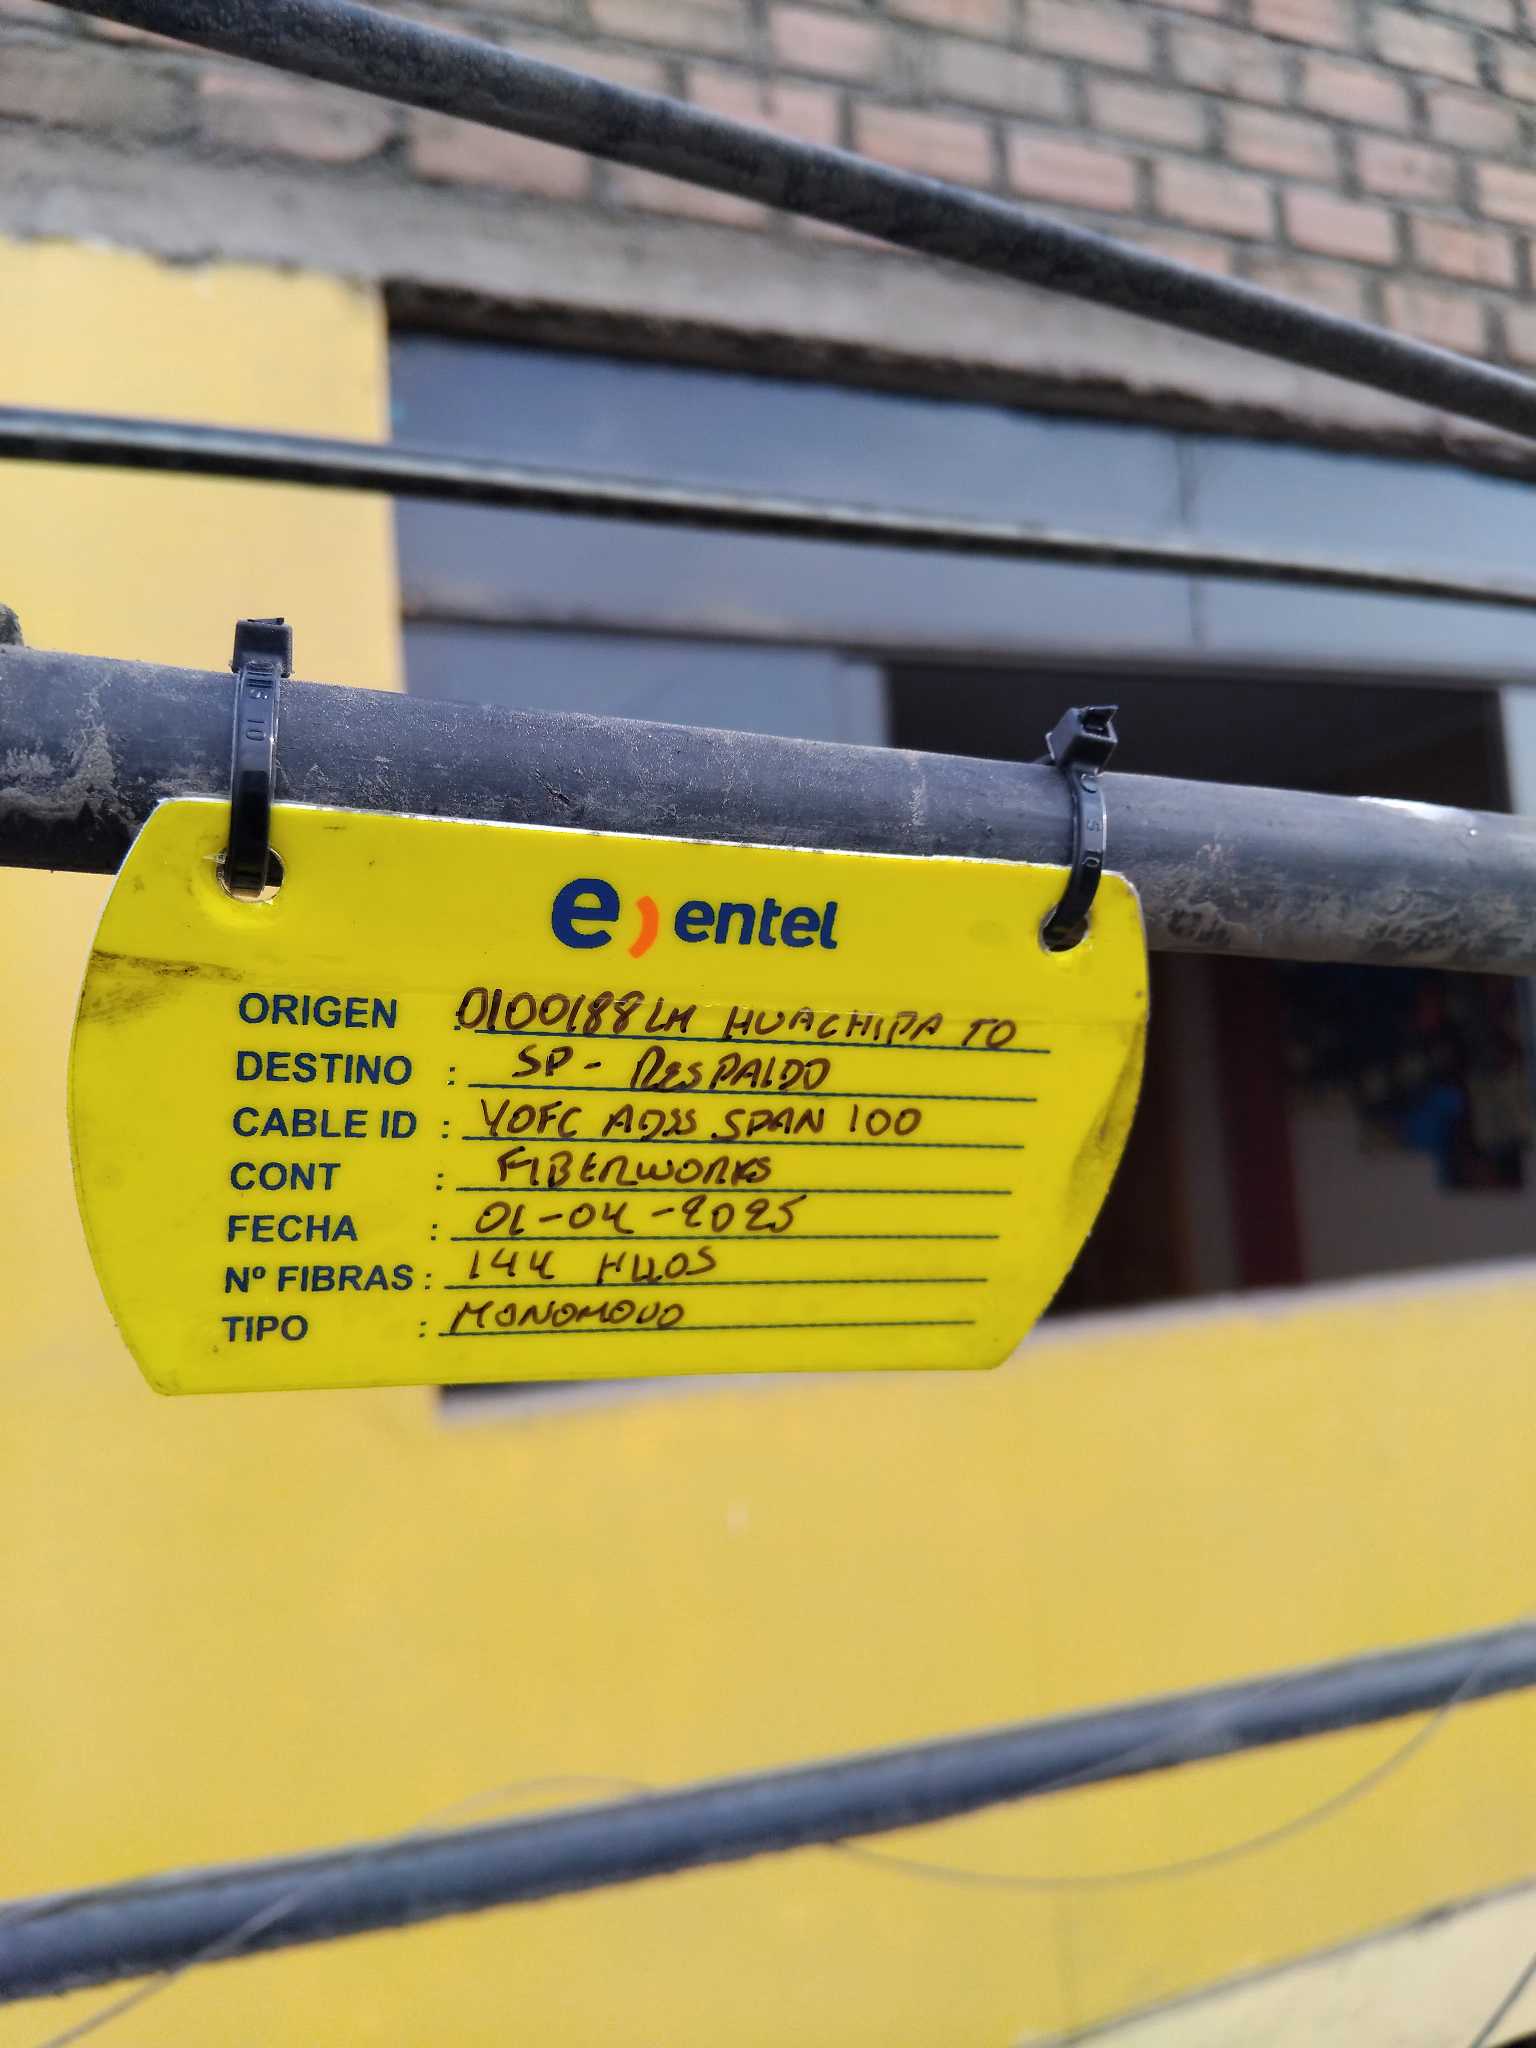 e) entel
ORIGEN : 0100188LM HUACHIPA TO
DESTINO : SP - RESPALDO
CABLE ID : YOFC ADSS SPAN 100
CONT : FIBERWORKS
FECHA : 01-04-2025
Nº FIBRAS : 144 HILOS
TIPO : MONOMODO